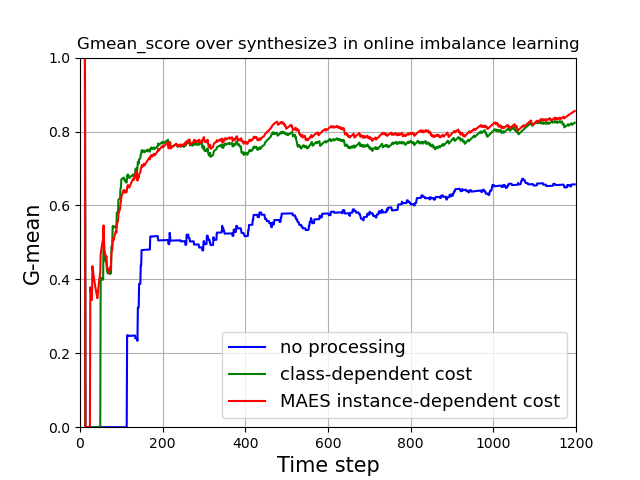 Gmean_score over synthesize3 in online imbalance learning
1.0
0.8
0.6
0.4
0.2
0.0
G-mean
no processing
class-dependent cost
MAES instance-dependent cost
0 200 400 600 800 1000 1200
Time step